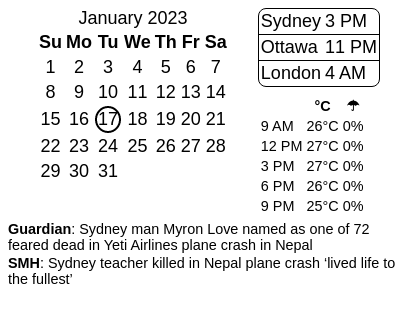 January 2023
Su Mo Tu We Th Fr Sa
1 2 3 4 5 6 7
8 9 10 11 12 13 14
15 16 17 18 19 20 21
22 23 24 25 26 27 28
29 30 31
Sydney 3 PM
Ottawa 11 PM
London 4 AM
°C ☂
9 AM 26°C 0%
12 PM 27°C 0%
3 PM 27°C 0%
6 PM 26°C 0%
9 PM 25°C 0%
Guardian: Sydney man Myron Love named as one of 72
feared dead in Yeti Airlines plane crash in Nepal
SMH: Sydney teacher killed in Nepal plane crash ‘lived life to
the fullest’